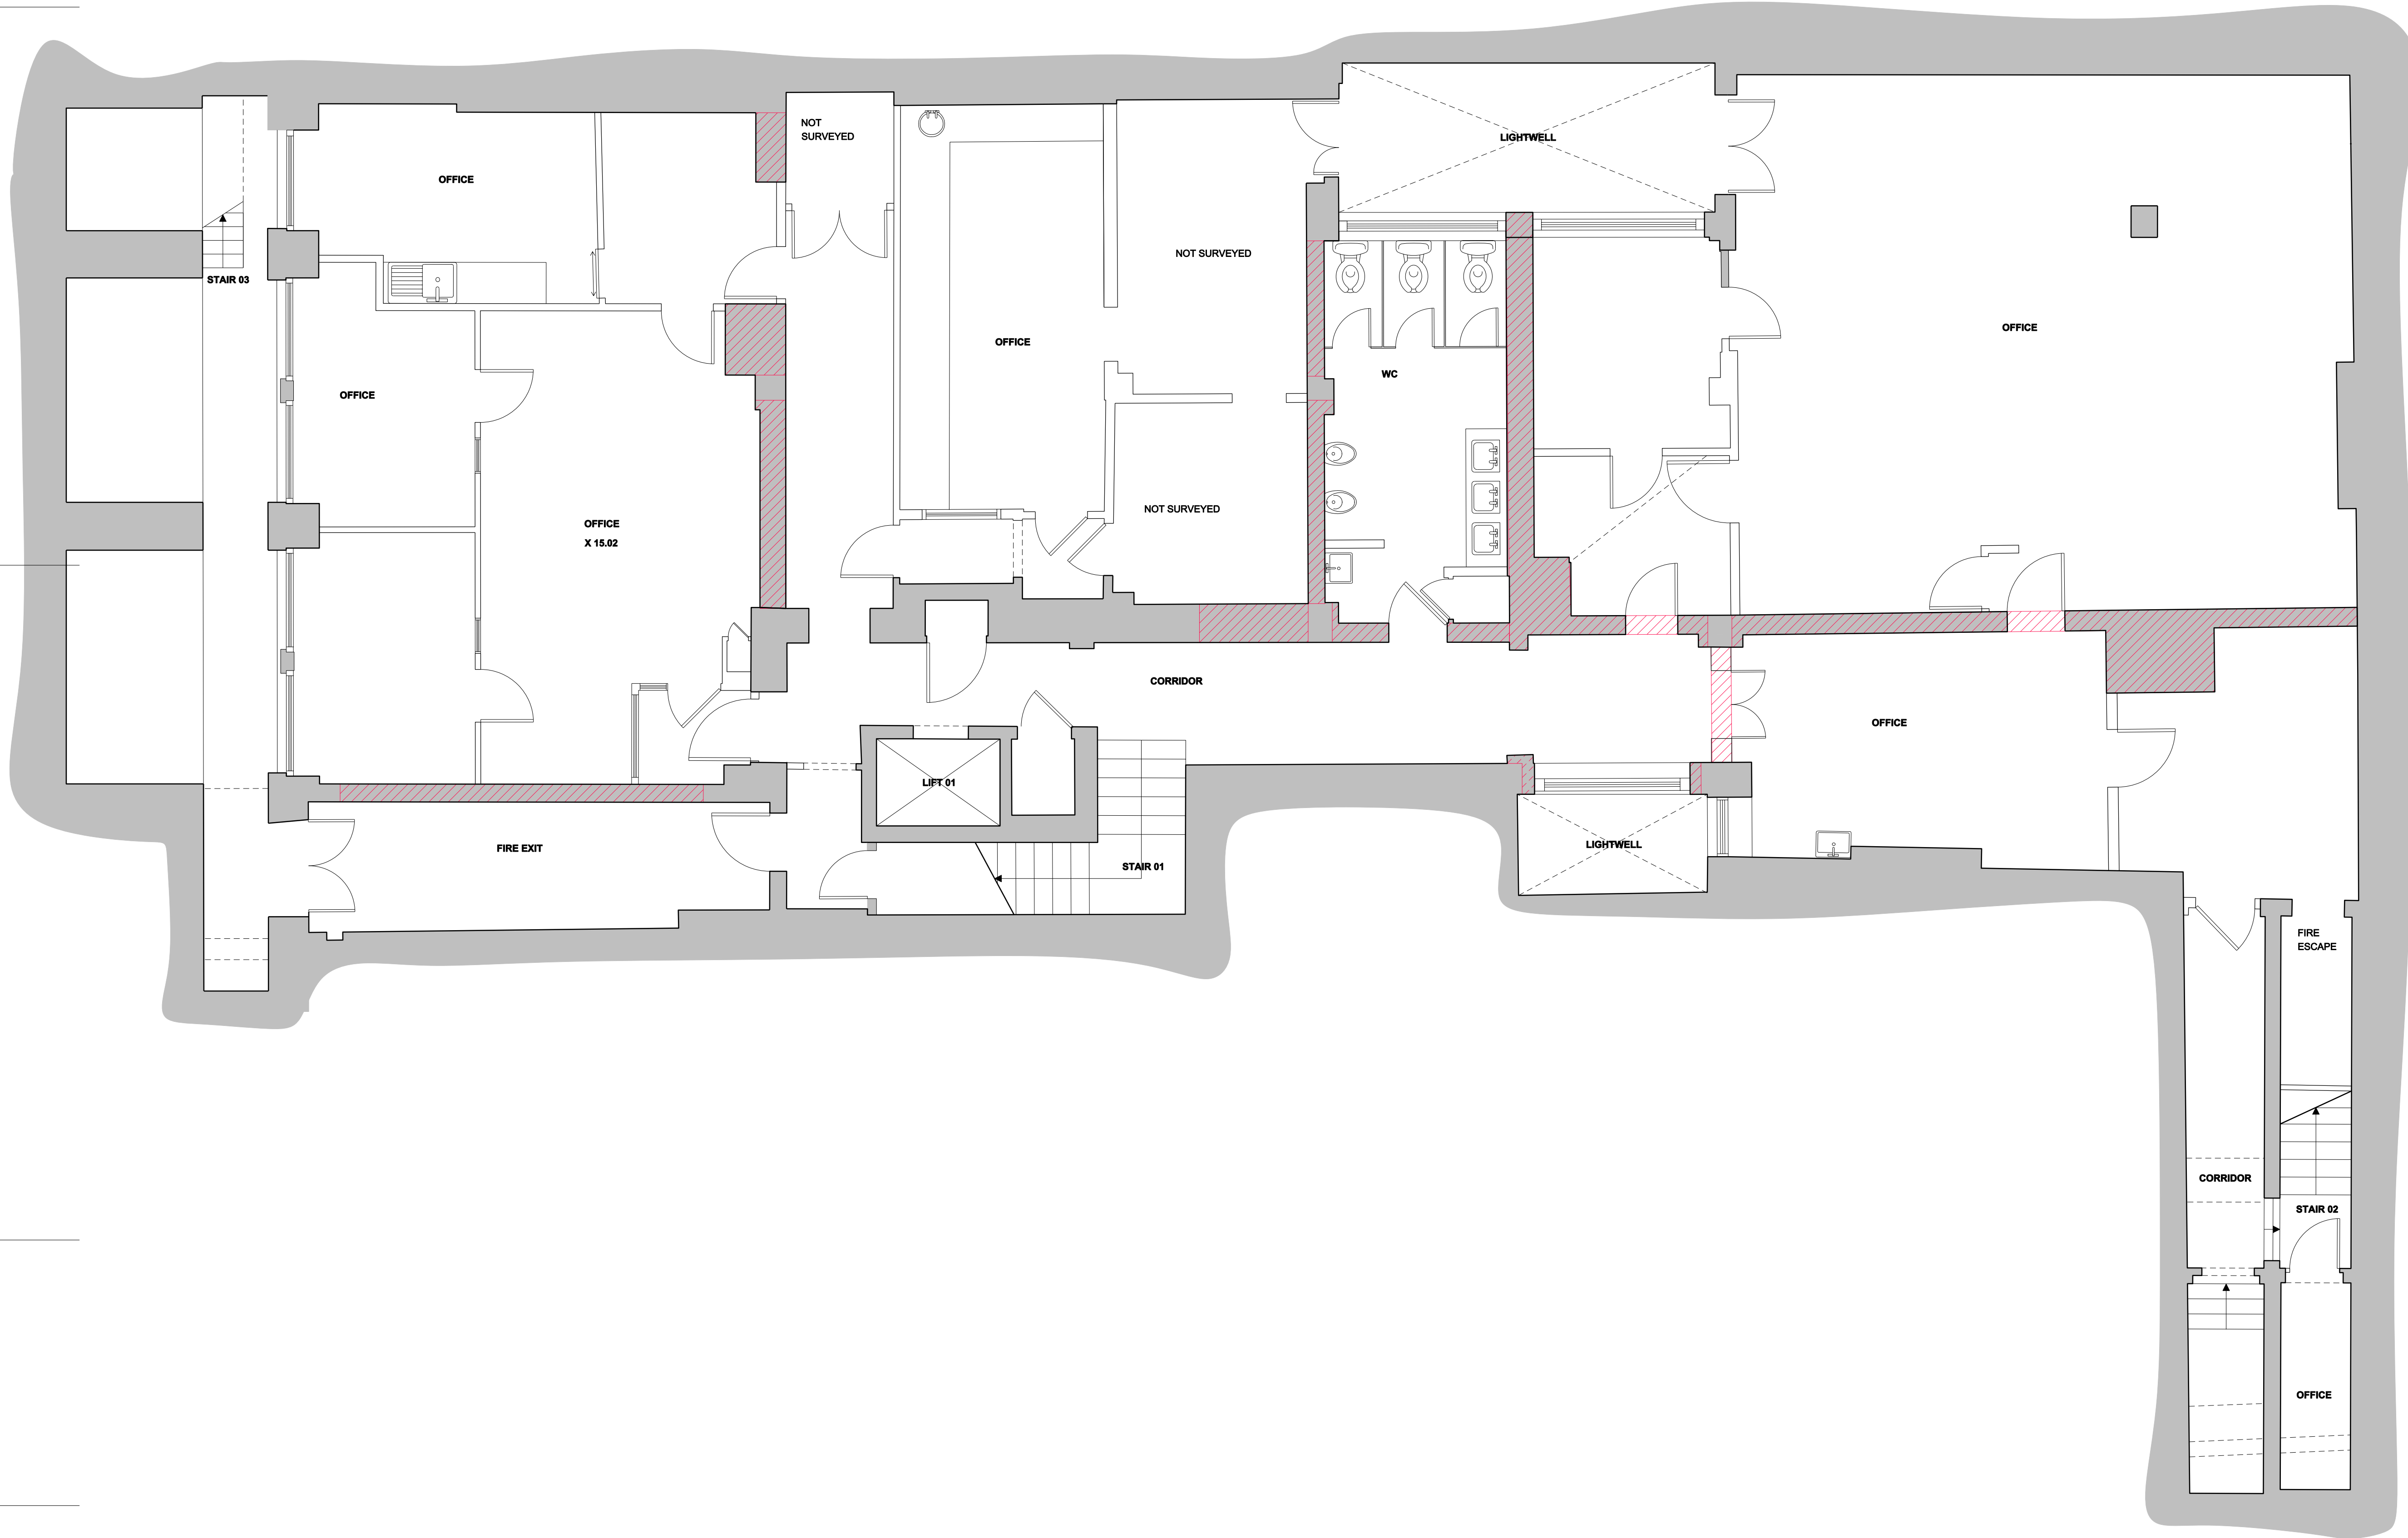 NOT
SURVEYED
LIGHTWELL
OFFICE
NOT SURVEYED
STAIR 03
OFFICE
OFFICE
WC
OFFICE
NOT SURVEYED
OFFICE
X 15.02
CORRIDOR
OFFICE
LIFT 01
FIRE EXIT
LIGHTWELL
STAIR 01
FIRE
ESCAPE
CORRIDOR
STAIR 02
OFFICE